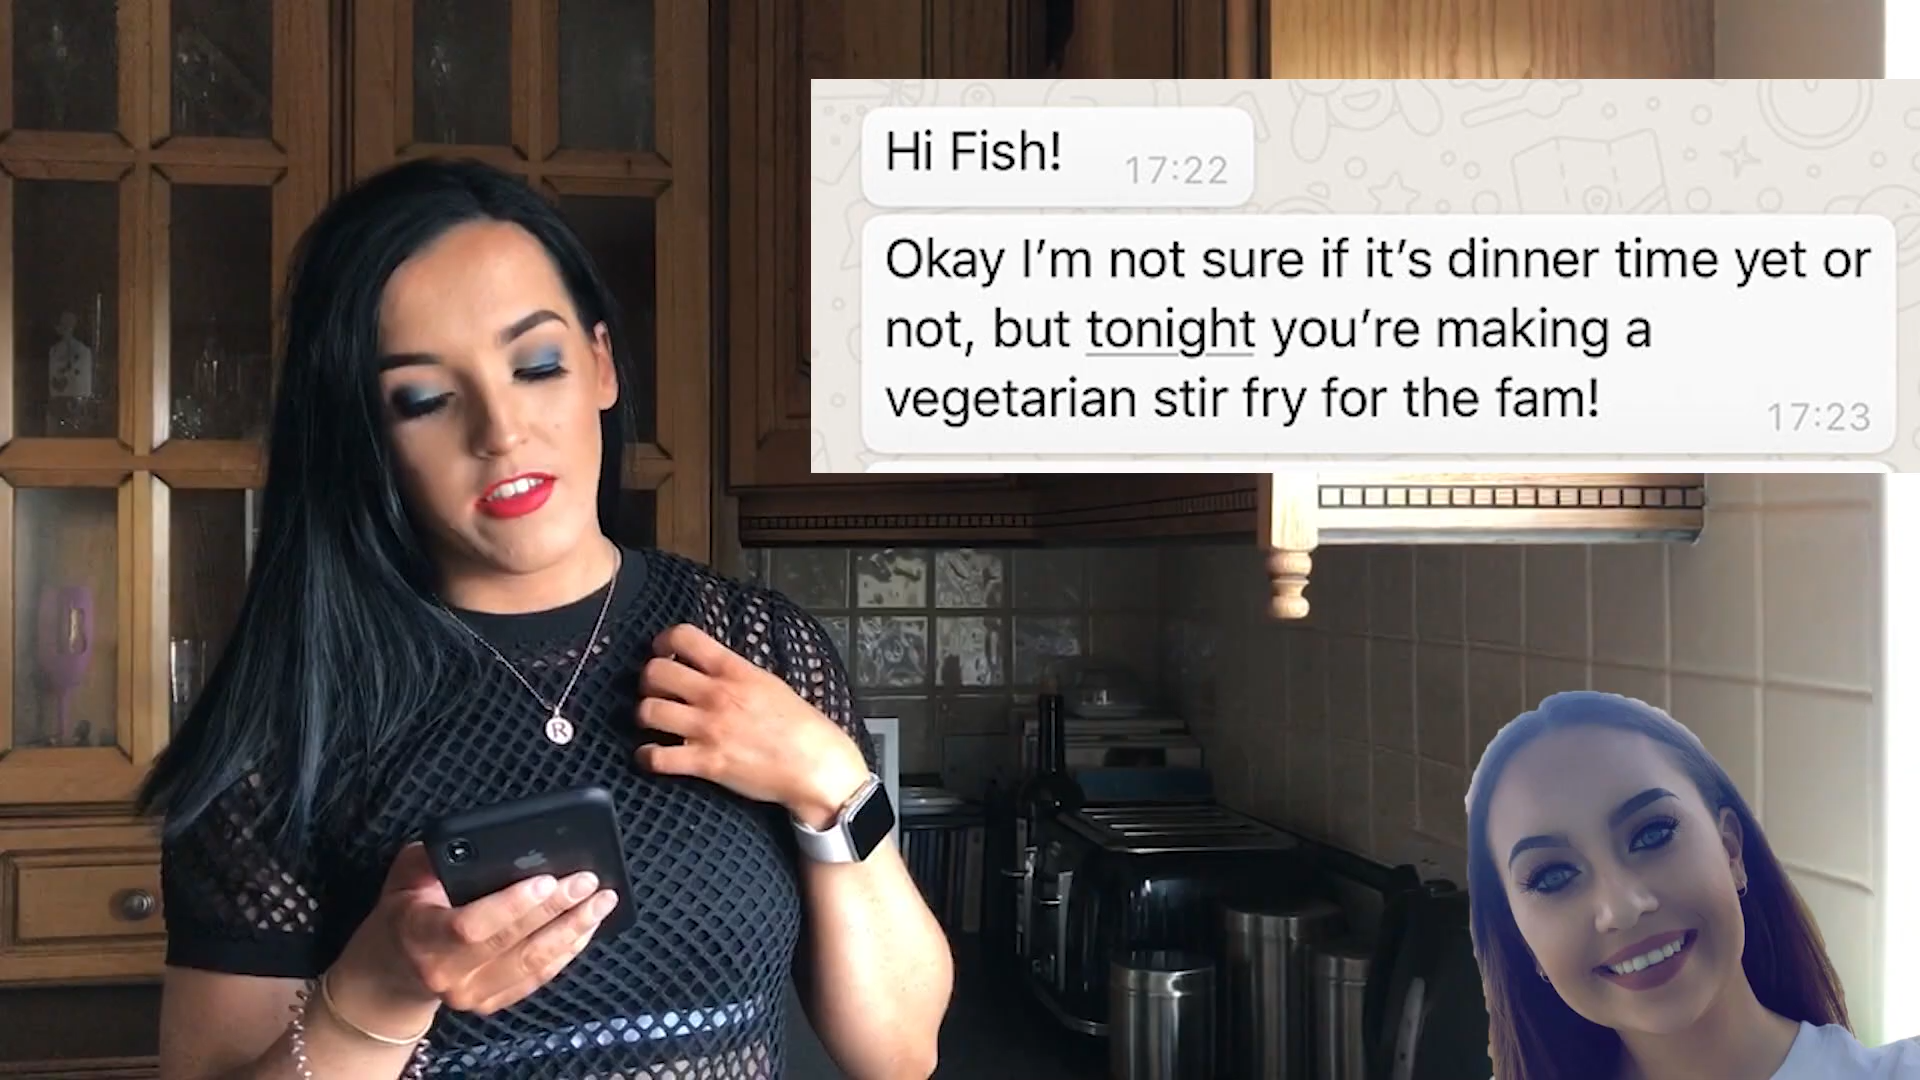 Hi Fish!
17:22
Okay I’m not sure if it’s dinner time yet or
not, but tonight you’re making a
vegetarian stir fry for the fam!
17:23
R